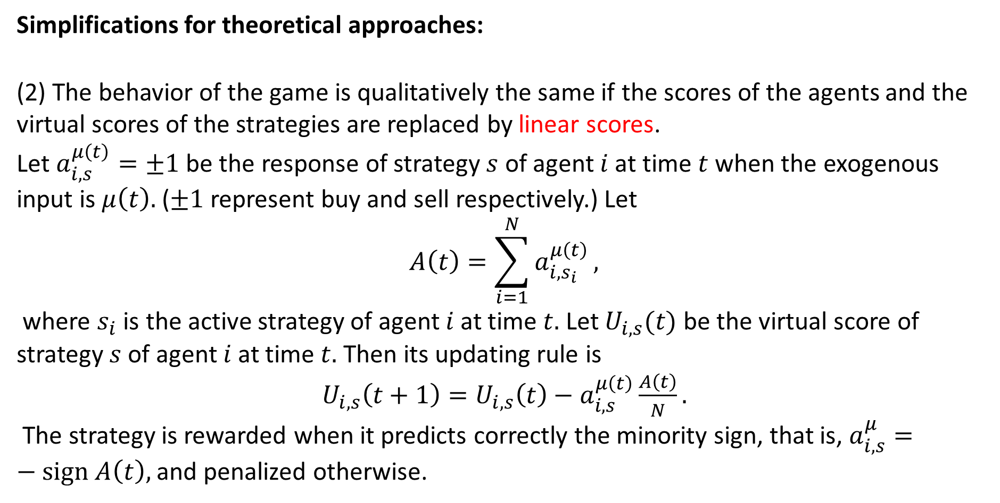 Simplifications for theoretical approaches:
(2) The behavior of the game is qualitatively the same if the scores of the agents and the
virtual scores of the strategies are replaced by linear scores.
Let $a_{i,s}^{\mu(t)} = \pm 1$ be the response of strategy $s$ of agent $i$ at time $t$ when the exogenous
input is $\mu(t)$. ($\pm 1$ represent buy and sell respectively.) Let
$A(t) = \sum_{i=1}^{N} a_{i,s_i}^{\mu(t)},$
where $s_i$ is the active strategy of agent $i$ at time $t$. Let $U_{i,s}(t)$ be the virtual score of
strategy $s$ of agent $i$ at time $t$. Then its updating rule is
$U_{i,s}(t + 1) = U_{i,s}(t) - a_{i,s}^{\mu(t)} \frac{A(t)}{N}.$
The strategy is rewarded when it predicts correctly the minority sign, that is, $a_{i,s}^{\mu} =$
$- \text{sign } A(t)$, and penalized otherwise.